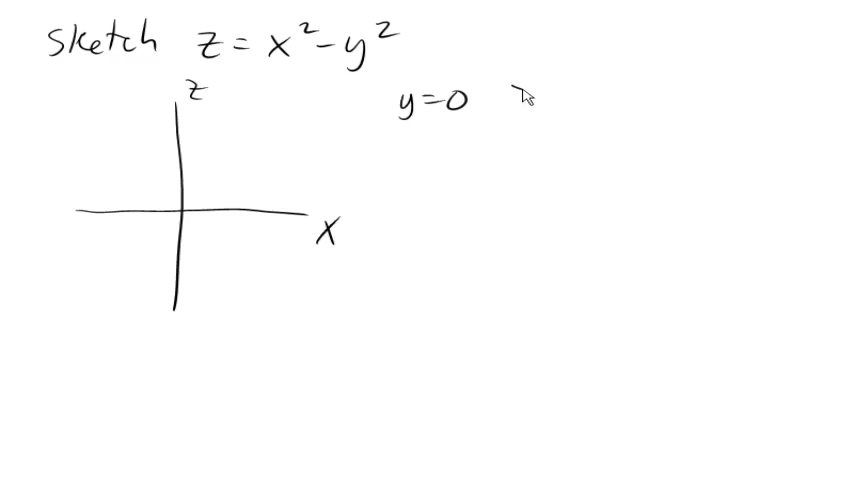 Sketch z = x² - y²
z
y = 0
x